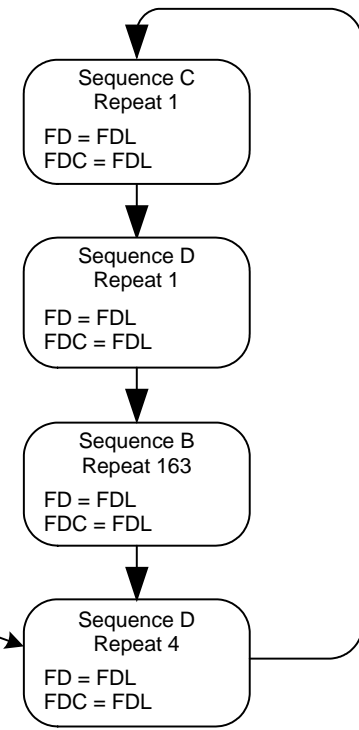 Sequence C
Repeat 1
FD = FDL
FDC = FDL
Sequence D
Repeat 1
FD = FDL
FDC = FDL
Sequence B
Repeat 163
FD = FDL
FDC = FDL
Sequence D
Repeat 4
FD = FDL
FDC = FDL